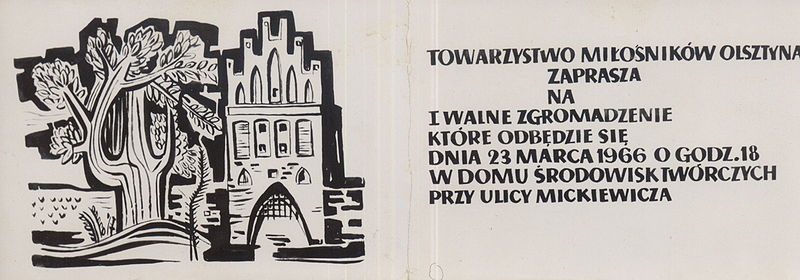 TOWARZYSTWO MIŁOŚNIKÓW OLSZTYNA
ZAPRASZA
NA
I WALNE ZGROMADZENIE
KTÓRE ODBĘDZIE SIĘ
DNIA 23 MARCA 1966 O GODZ. 18
W DOMU ŚRODOWISK TWÓRCZYCH
PRZY ULICY MICKIEWICZA